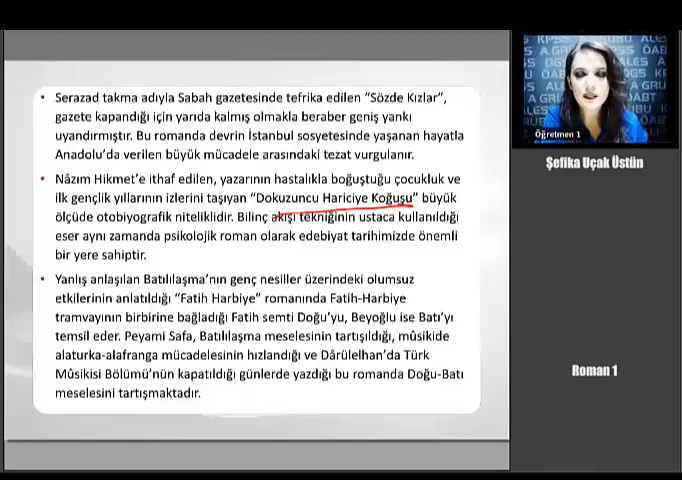 • Serazad takma adıyla Sabah gazetesinde tefrika edilen “Sözde Kızlar”,
gazete kapandığı için yarıda kalmış olmakla beraber geniş yankı
uyandırmıştır. Bu romanda devrin İstanbul sosyetesinde yaşanan hayatla
Anadolu’da verilen büyük mücadele arasındaki tezat vurgulanır.
• Nâzım Hikmet’e ithaf edilen, yazarının hastalıkla boğuştuğu çocukluk ve
ilk gençlik yıllarının izlerini taşıyan “Dokuzuncu Hariciye Koğuşu” büyük
ölçüde otobiyografik niteliklidir. Bilinç akışı tekniğinin ustaca kullanıldığı
eser aynı zamanda psikolojik roman olarak edebiyat tarihimizde önemli
bir yere sahiptir.
• Yanlış anlaşılan Batılılaşma’nın genç nesiller üzerindeki olumsuz
etkilerinin anlatıldığı “Fatih Harbiye” romanında Fatih-Harbiye
tramvayının birbirine bağladığı Fatih semti Doğu’yu, Beyoğlu ise Batı’yı
temsil eder. Peyami Safa, Batılılaşma meselesinin tartışıldığı, mûsikide
alaturka-alafranga mücadelesinin hızlandığı ve Dârülelhan’da Türk
Mûsikisi Bölümü’nün kapatıldığı günlerde yazdığı bu romanda Doğu-Batı
meselesini tartışmaktadır.
KPSS
ALES
Öğretmen 1
Şefika Uçak Üstün
Roman 1